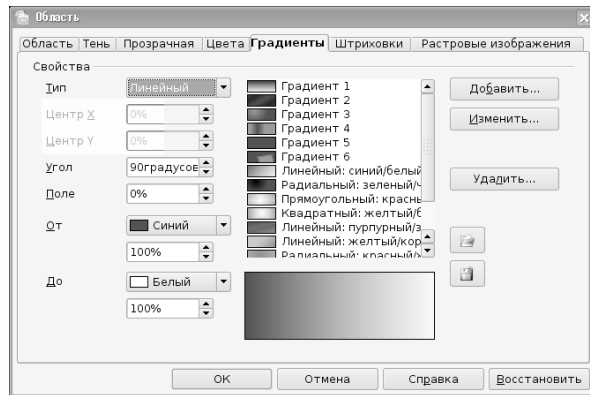 Область
Область Тень Прозрачная Цвета Градиенты Штриховки Растровые изображения
Свойства
Тип Линейный
Центр X 0%
Центр Y 0%
Угол 90градусов
Поле 0%
От Синий
100%
До Белый
100%
Градиент 1
Градиент 2
Градиент 3
Градиент 4
Градиент 5
Градиент 6
Линейный: синий/белый
Радиальный: зеленый/ч
Прямоугольный: красны
Квадратный: желтый/б
Линейный: пурпурный/з
Линейный: желтый/кор
Радиальный: красный/ж
Добавить...
Изменить...
Удалить...
ОК Отмена Справка Восстановить